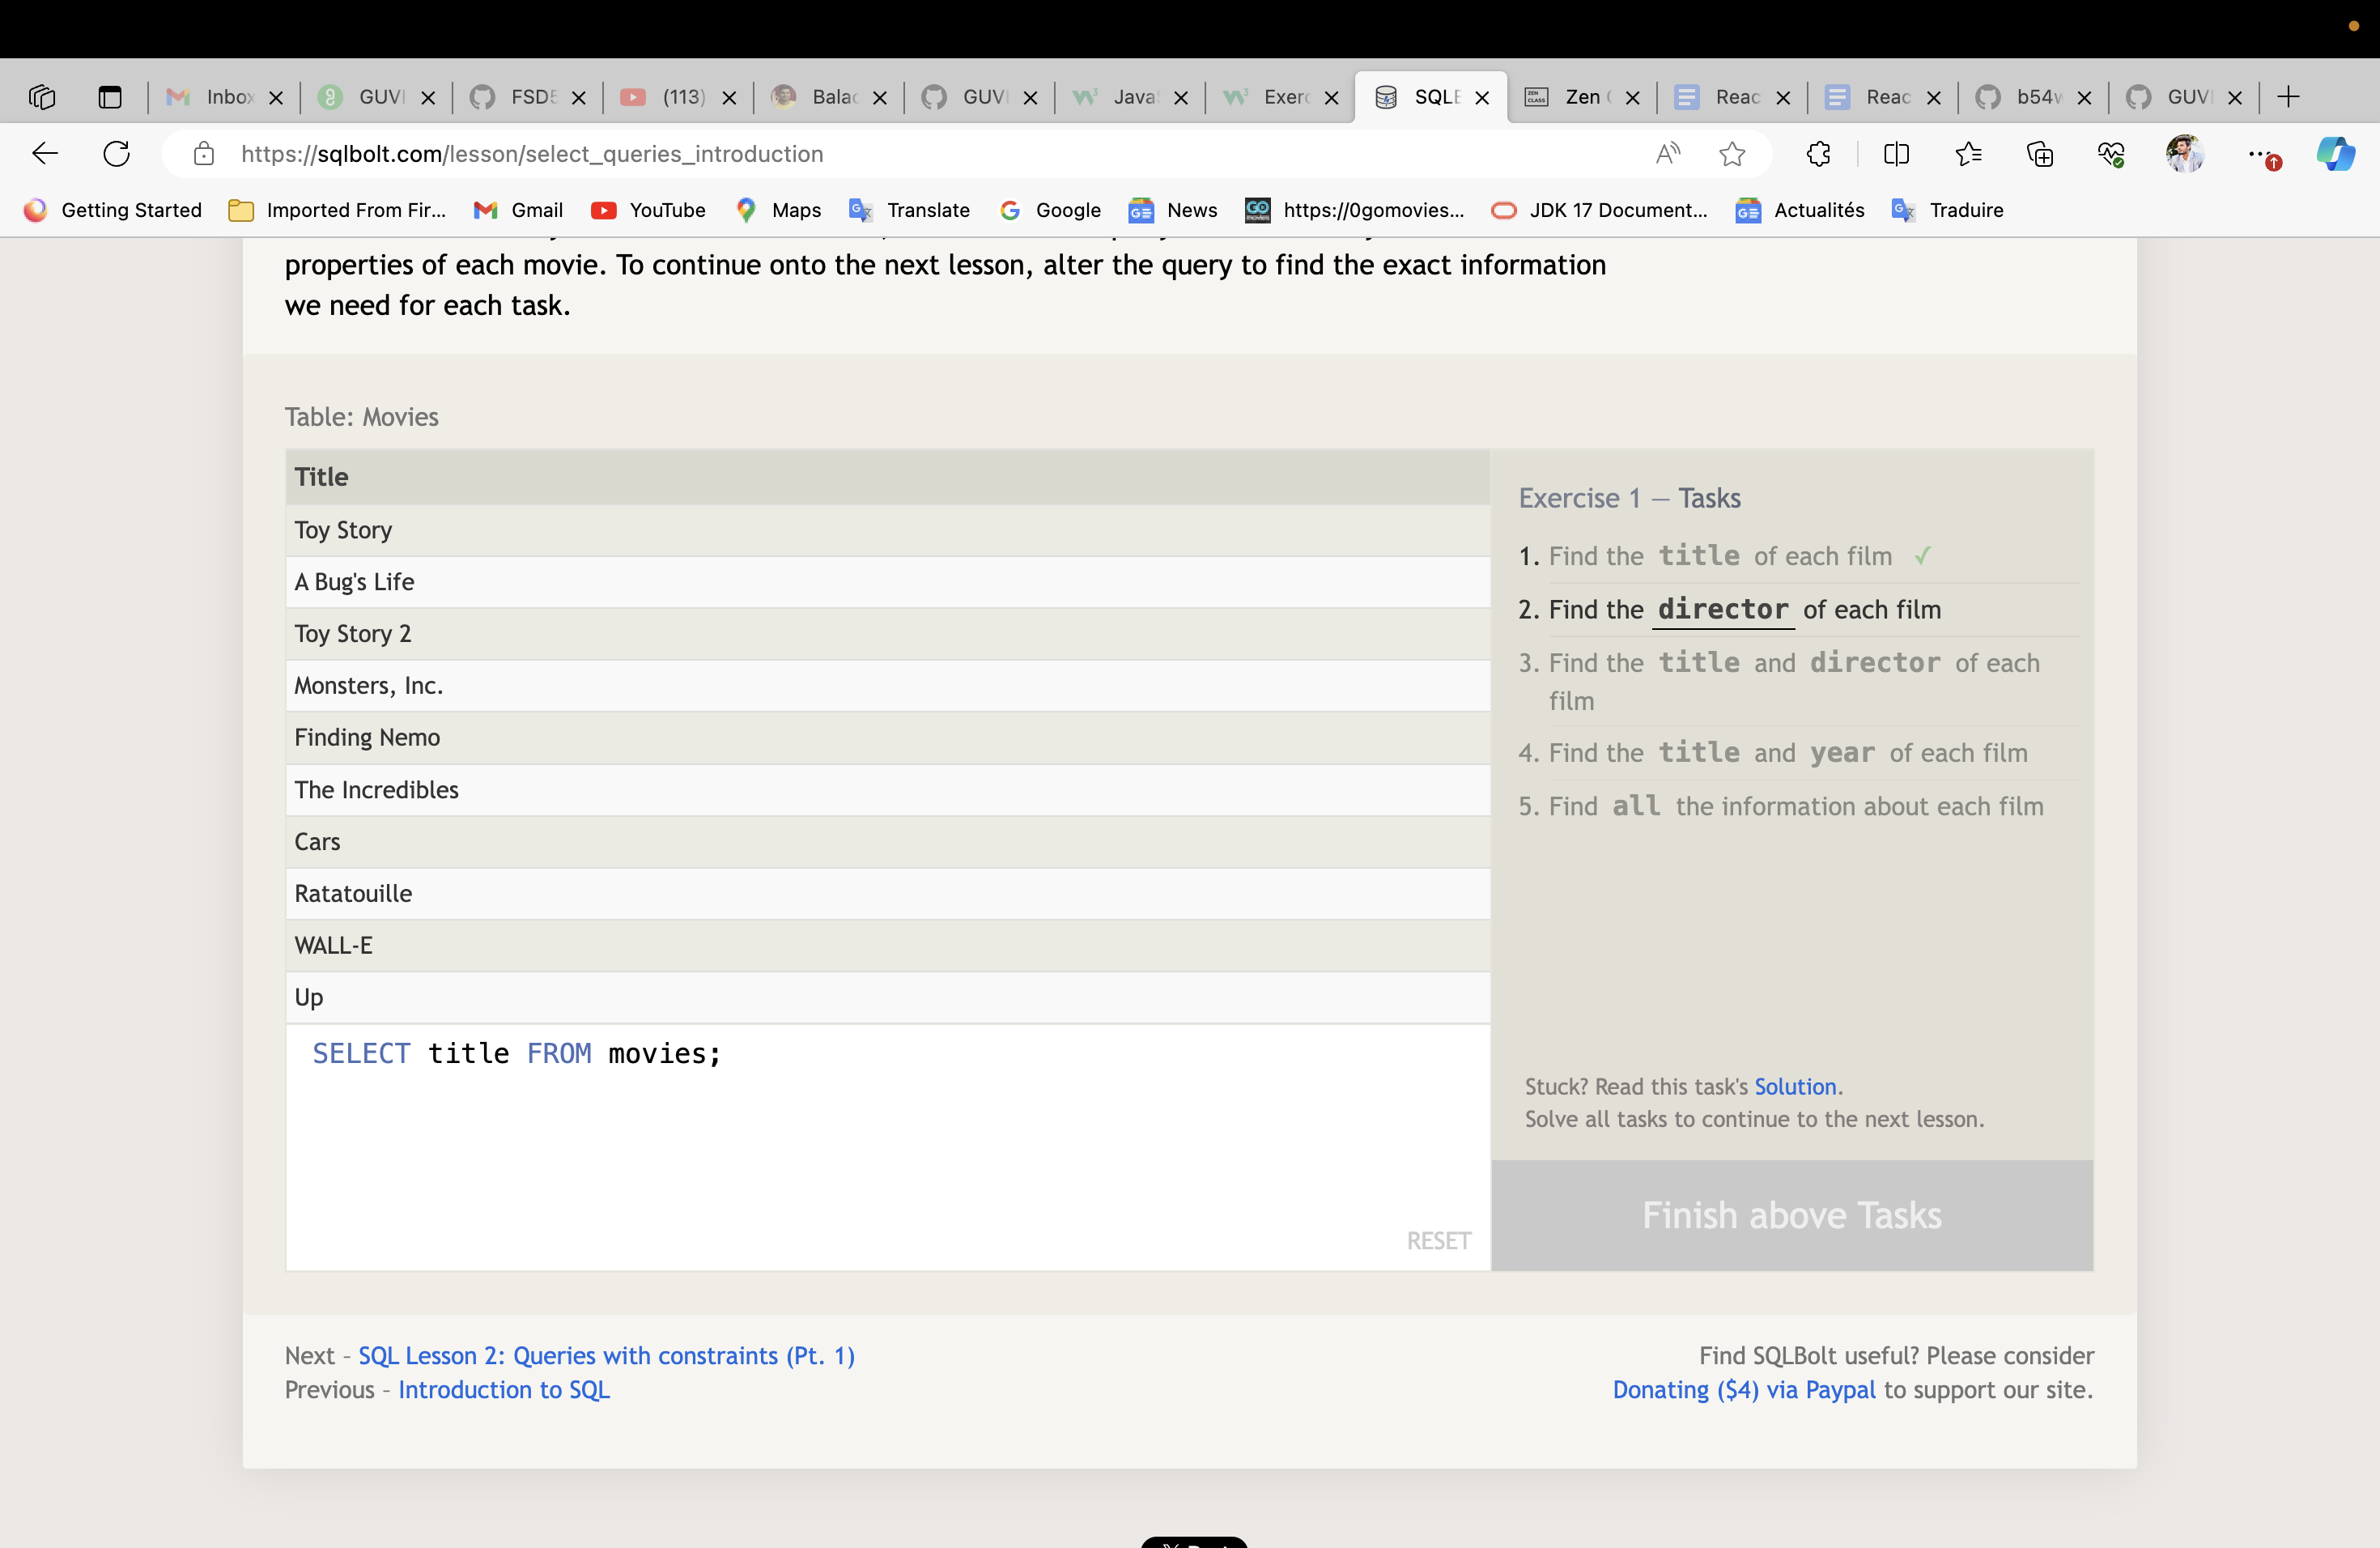 Inbox
GUVI
FSD5
(113)
Balac
GUVI
Java
Exerc
SQLB
Zen
Reac
Reac
b54w
GUVI
https://sqlbolt.com/lesson/select_queries_introduction
Getting Started
Imported From Fir...
Gmail
YouTube
Maps
Translate
Google
News
https://0gomovies...
JDK 17 Document...
Actualités
Traduire
properties of each movie. To continue onto the next lesson, alter the query to find the exact information
we need for each task.
Table: Movies
Title
Toy Story
A Bug's Life
Toy Story 2
Monsters, Inc.
Finding Nemo
The Incredibles
Cars
Ratatouille
WALL-E
Up
SELECT title FROM movies;
RESET
Exercise 1 — Tasks
1. Find the title of each film ✓
2. Find the director of each film
3. Find the title and director of each
film
4. Find the title and year of each film
5. Find all the information about each film
Stuck? Read this task's Solution.
Solve all tasks to continue to the next lesson.
Finish above Tasks
Next – SQL Lesson 2: Queries with constraints (Pt. 1)
Previous – Introduction to SQL
Find SQLBolt useful? Please consider
Donating ($4) via Paypal to support our site.